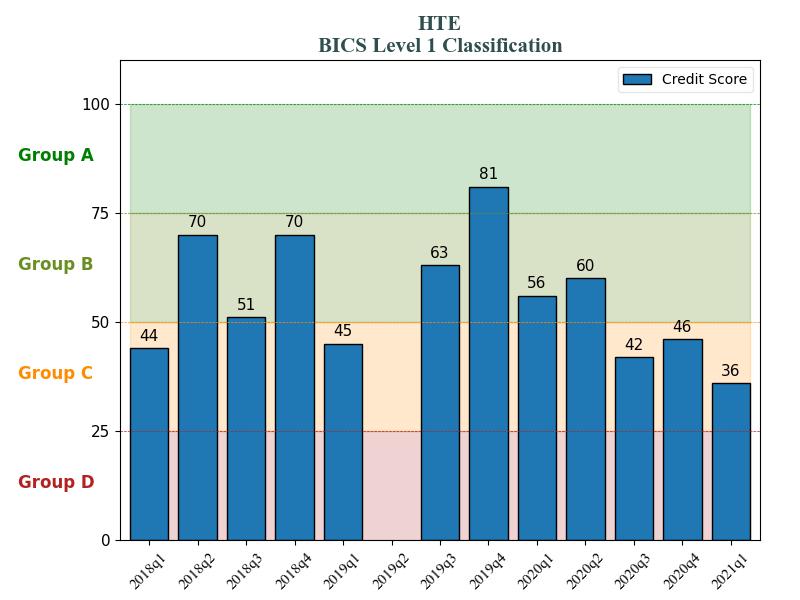 HTE
BICS Level 1 Classification
Credit Score
100
Group A
81
75
70
70
63
Group B
60
56
51
50
46
45
44
42
Group C
36
25
Group D
0
2018q1
2018q2
2018q3
2018q4
2019q1
2019q2
2019q3
2019q4
2020q1
2020q2
2020q3
2020q4
2021q1